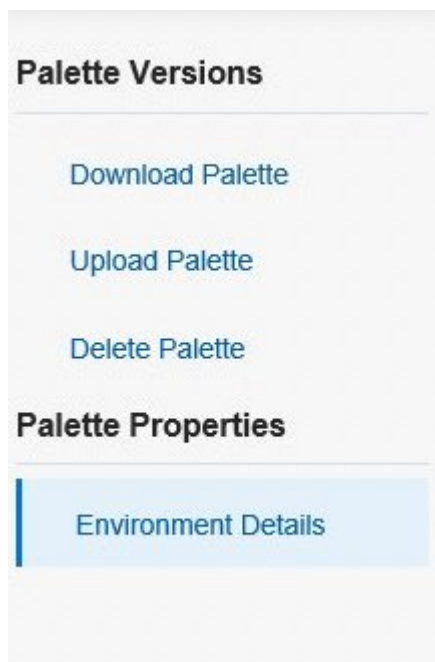 Palette Versions
Download Palette
Upload Palette
Delete Palette
Palette Properties
Environment Details